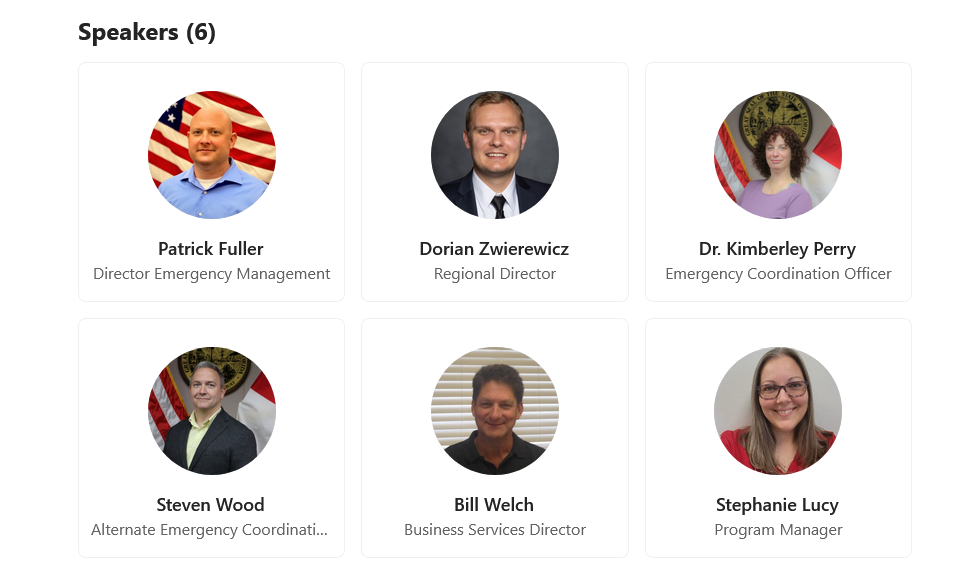 Speakers (6)
Patrick Fuller
Director Emergency Management
Dorian Zwierewicz
Regional Director
Dr. Kimberley Perry
Emergency Coordination Officer
Steven Wood
Alternate Emergency Coordinati...
Bill Welch
Business Services Director
Stephanie Lucy
Program Manager